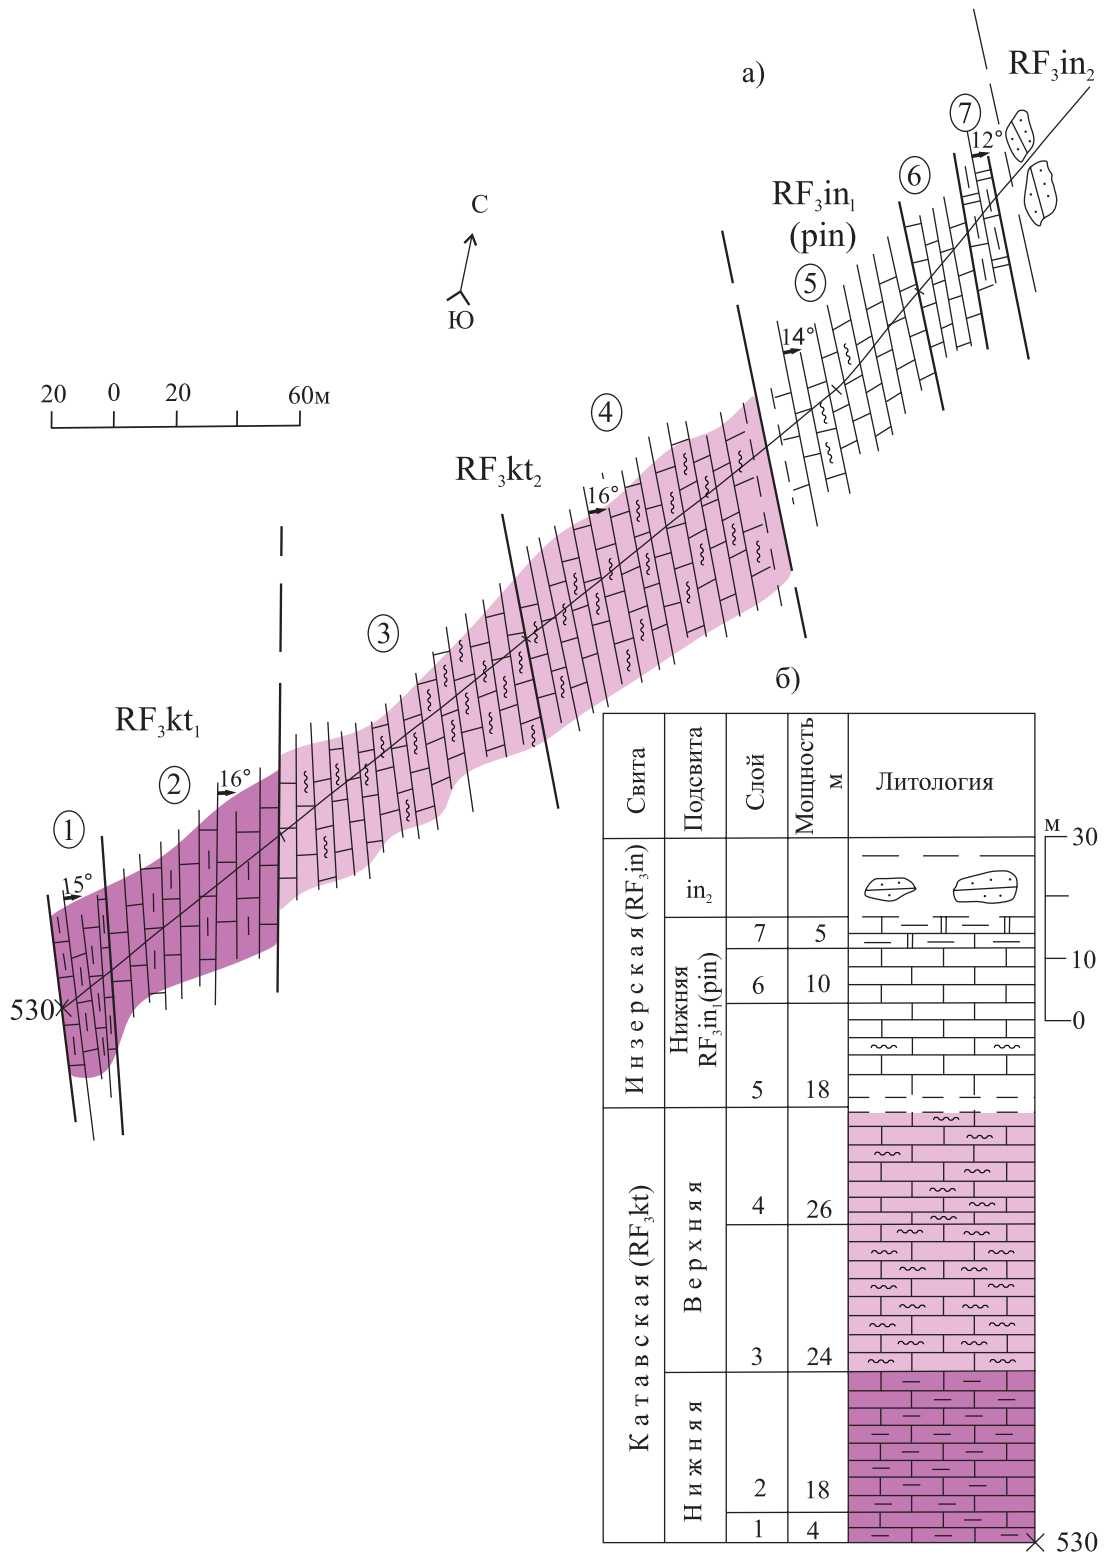 а)
RF₃in₂
7
12°
6
С
RF₃in₁
(pin)
Ю
5
14°
20 0 20 60м
4
RF₃kt₂
16°
3
б)
RF₃kt₁
2
16°
1
15°
530
Свита
Подсвита
Слой
Мощность
м
Литология
м
30
10
0
Инзерская (RF₃in)
in₂
Нижняя
RF₃in₁(pin)
7 5
6 10
5 18
Катавская (RF₃kt)
Верхняя
4 26
3 24
Нижняя
2 18
1 4
530